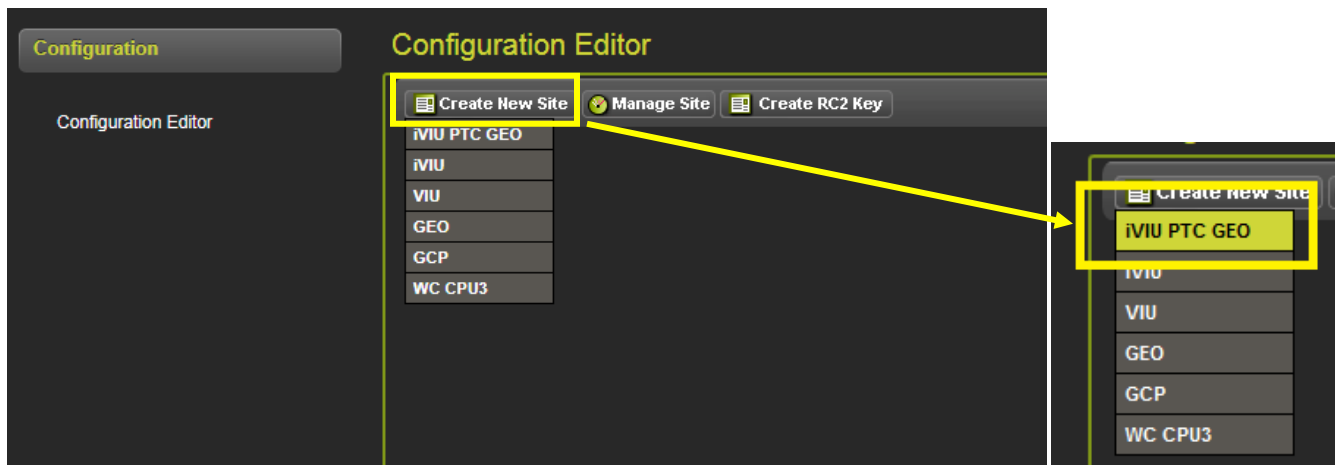 Configuration
Configuration Editor
Configuration Editor
Create New Site Manage Site Create RC2 Key
iVIU PTC GEO
iVIU
VIU
GEO
GCP
WC CPU3
Create New Site
iVIU PTC GEO
iVIU
VIU
GEO
GCP
WC CPU3